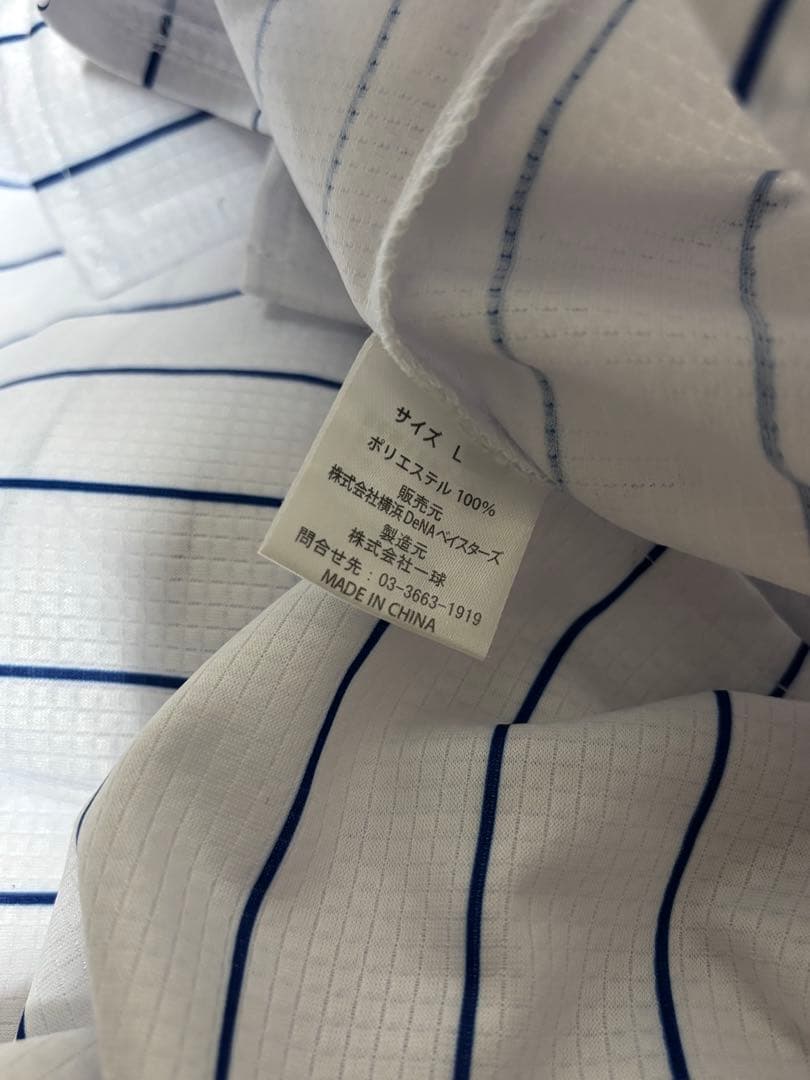 サイズ L
ポリエステル 100%
販売元
株式会社横浜DeNAベイスターズ
製造元
株式会社一球
問合せ先：03-3663-1919
MADE IN CHINA